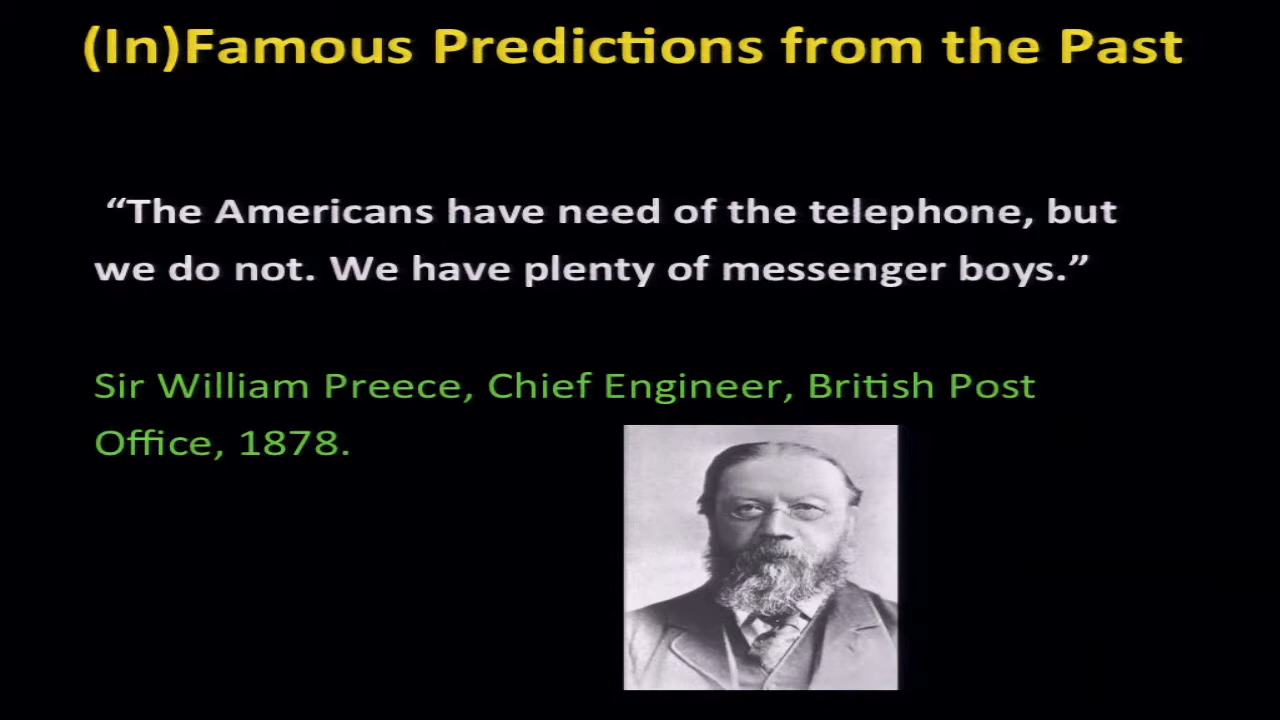 (In)Famous Predictions from the Past
“The Americans have need of the telephone, but
we do not. We have plenty of messenger boys.”
Sir William Preece, Chief Engineer, British Post
Office, 1878.